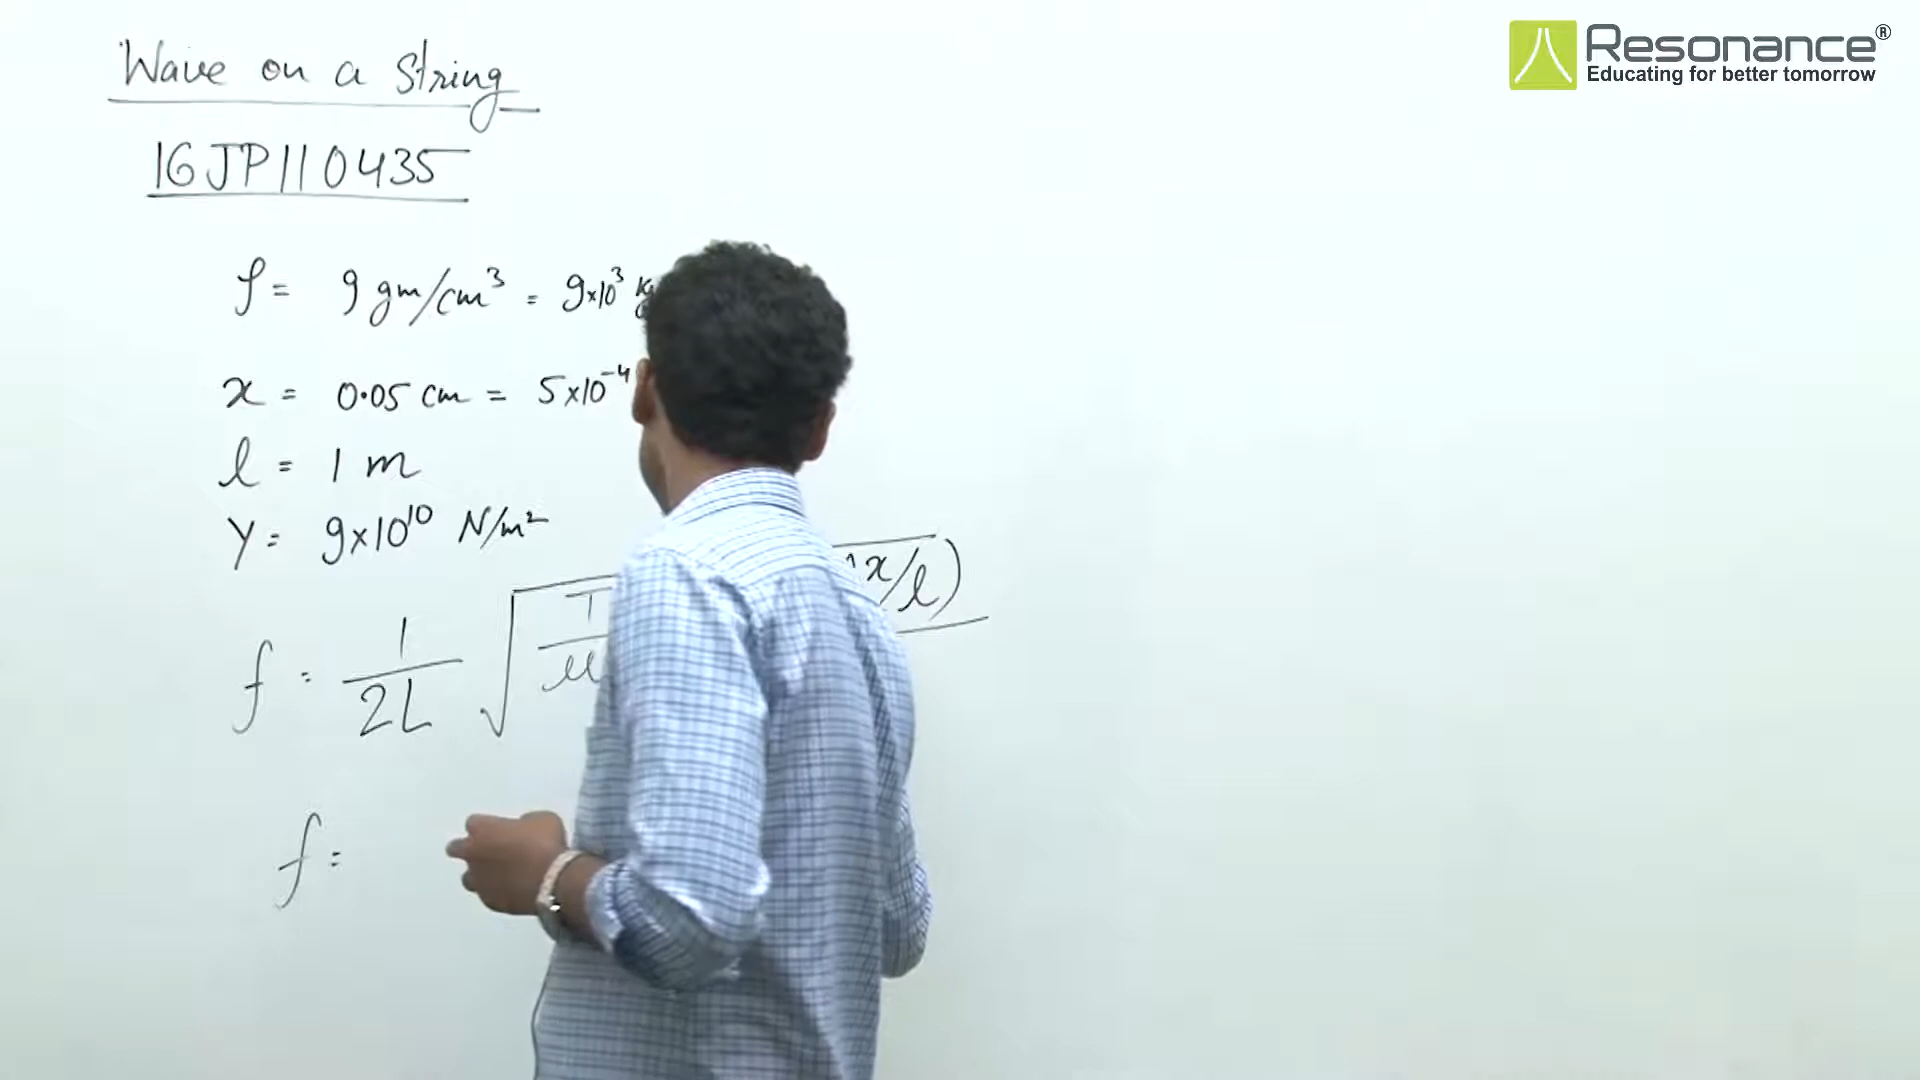 Resonance®
Educating for better tomorrow
Wave on a String
16JP110435
ρ = 9 gm/cm³ = 9×10³
x = 0.05 cm = 5×10⁻⁴
l = 1 m
Y = 9×10¹⁰ N/m²
f = 1/2L √T/μ x/l)
f =